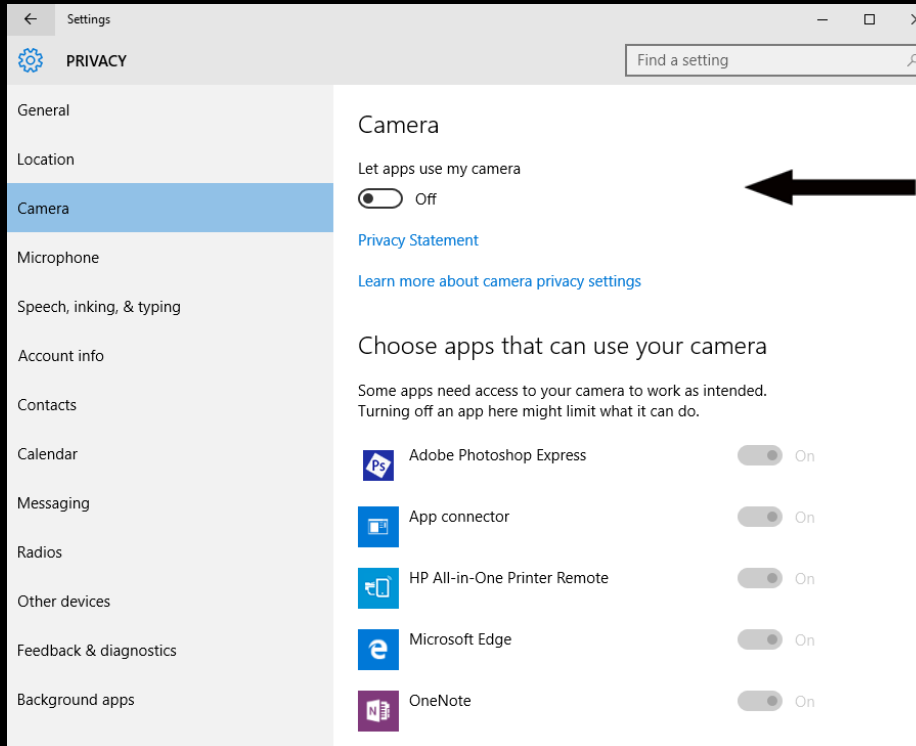 Settings
PRIVACY
Find a setting
General
Location
Camera
Microphone
Speech, inking, & typing
Account info
Contacts
Calendar
Messaging
Radios
Other devices
Feedback & diagnostics
Background apps
Camera
Let apps use my camera
Off
Privacy Statement
Learn more about camera privacy settings
Choose apps that can use your camera
Some apps need access to your camera to work as intended.
Turning off an app here might limit what it can do.
Ps
Adobe Photoshop Express On
App connector On
HP All-in-One Printer Remote On
Microsoft Edge On
N
OneNote On